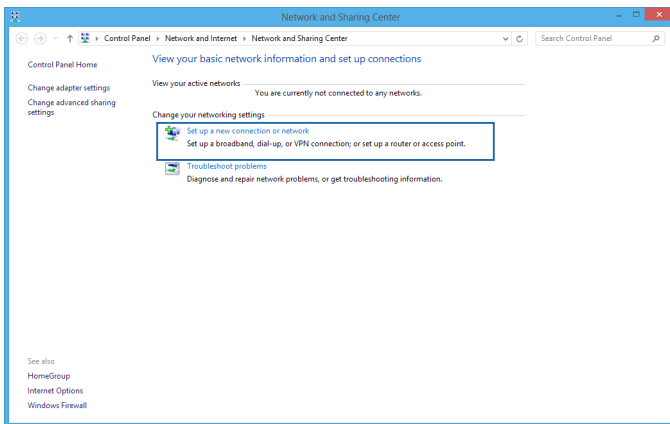 Network and Sharing Center
Control Panel Network and Internet Network and Sharing Center
Search Control Panel
Control Panel Home
Change adapter settings
Change advanced sharing
settings
View your basic network information and set up connections
View your active networks
You are currently not connected to any networks.
Change your networking settings
Set up a new connection or network
Set up a broadband, dial-up, or VPN connection; or set up a router or access point.
Troubleshoot problems
Diagnose and repair network problems, or get troubleshooting information.
See also
HomeGroup
Internet Options
Windows Firewall